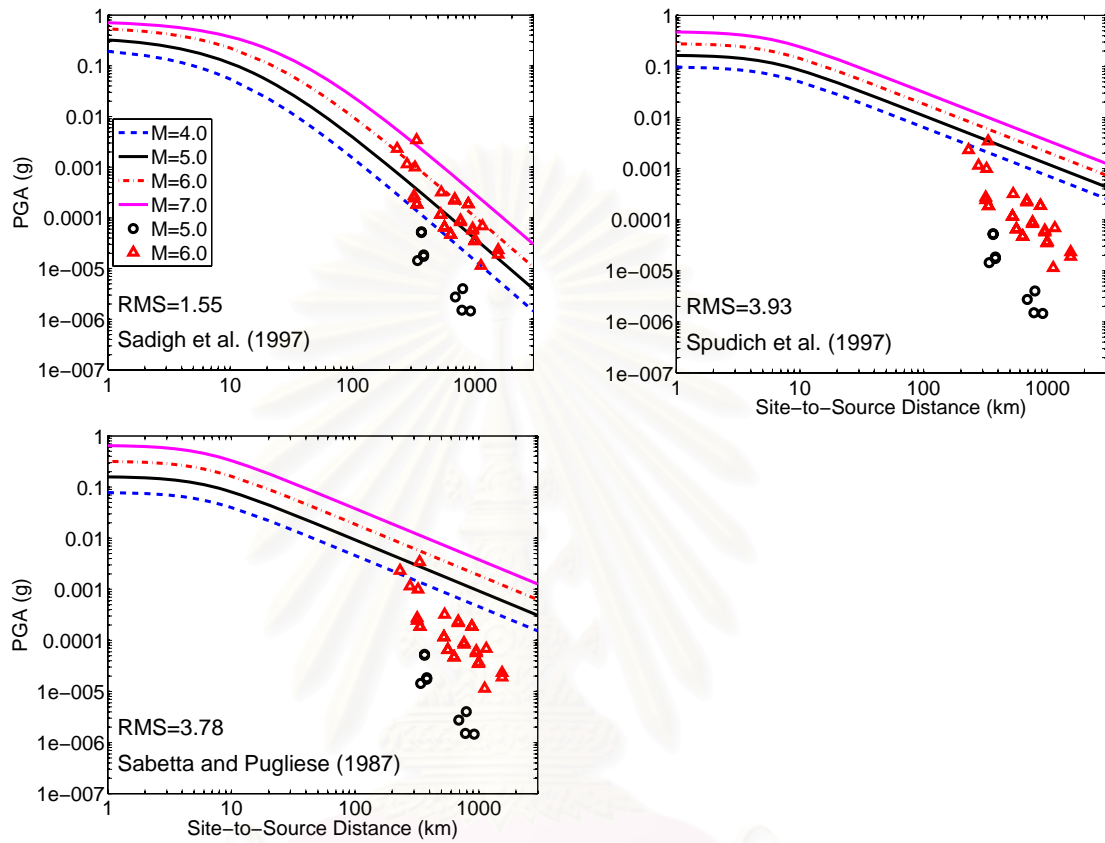 1
0.1
0.01
0.001
0.0001
1e−005
1e−006
1e−007
PGA (g)
M=4.0
M=5.0
M=6.0
M=7.0
M=5.0
M=6.0
RMS=1.55
Sadigh et al. (1997)
1 10 100 1000
1
0.1
0.01
0.001
0.0001
1e−005
1e−006
1e−007
RMS=3.93
Spudich et al. (1997)
1 10 100 1000
Site−to−Source Distance (km)
1
0.1
0.01
0.001
0.0001
1e−005
1e−006
1e−007
PGA (g)
RMS=3.78
Sabetta and Pugliese (1987)
1 10 100 1000
Site−to−Source Distance (km)